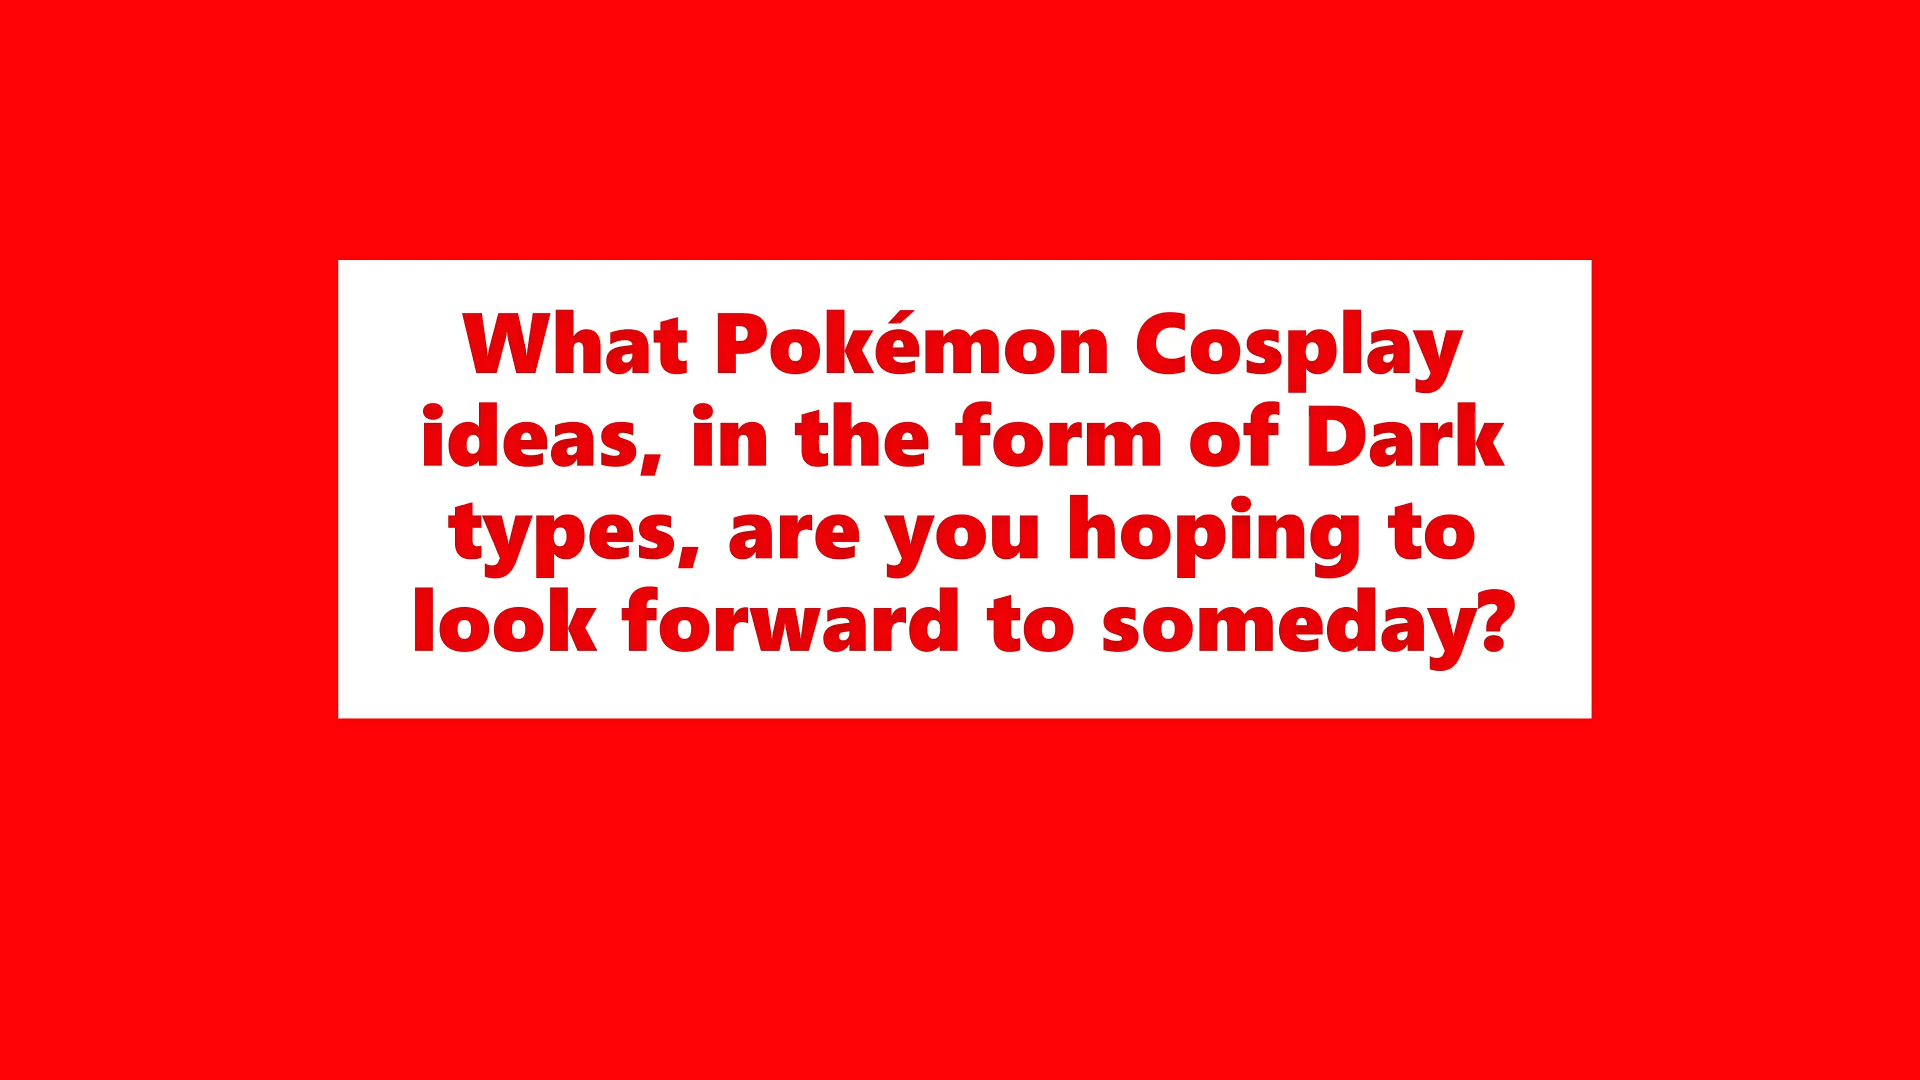 What Pokémon Cosplay
ideas, in the form of Dark
types, are you hoping to
look forward to someday?